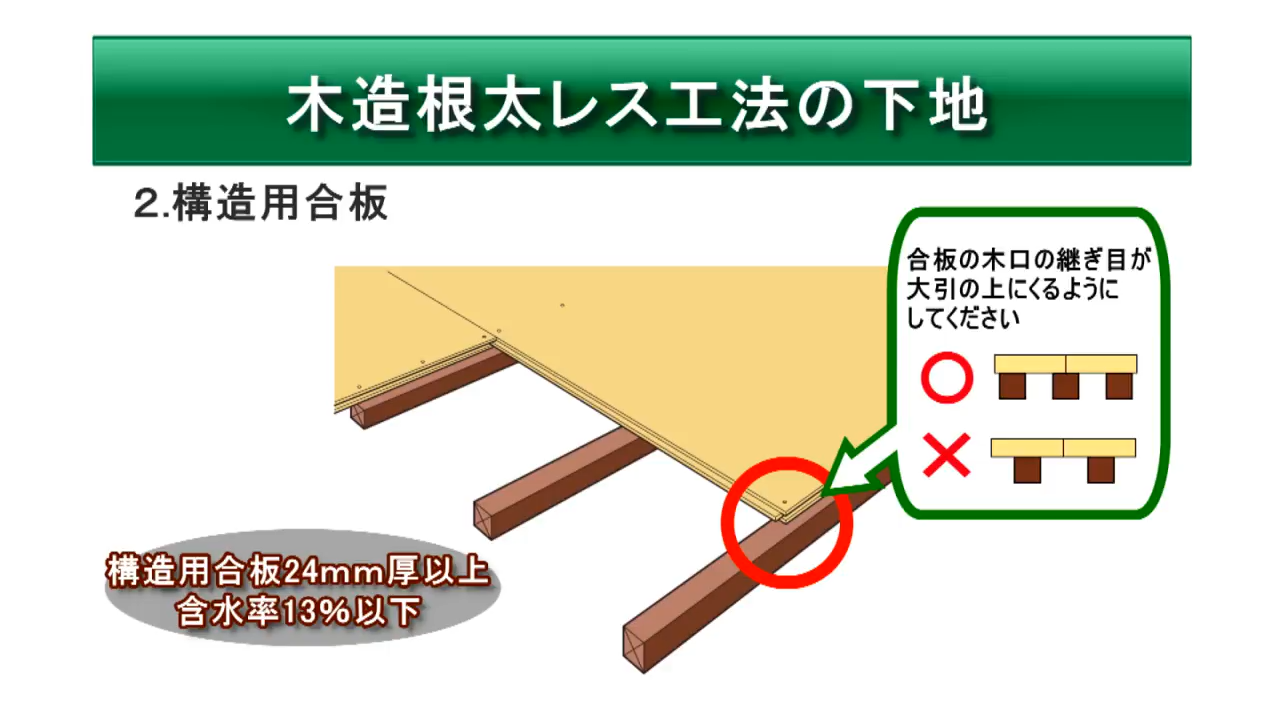 木造根太レス工法の下地
２.構造用合板
合板の木口の継ぎ目が
大引の上にくるように
してください
構造用合板24mm厚以上
含水率13%以下